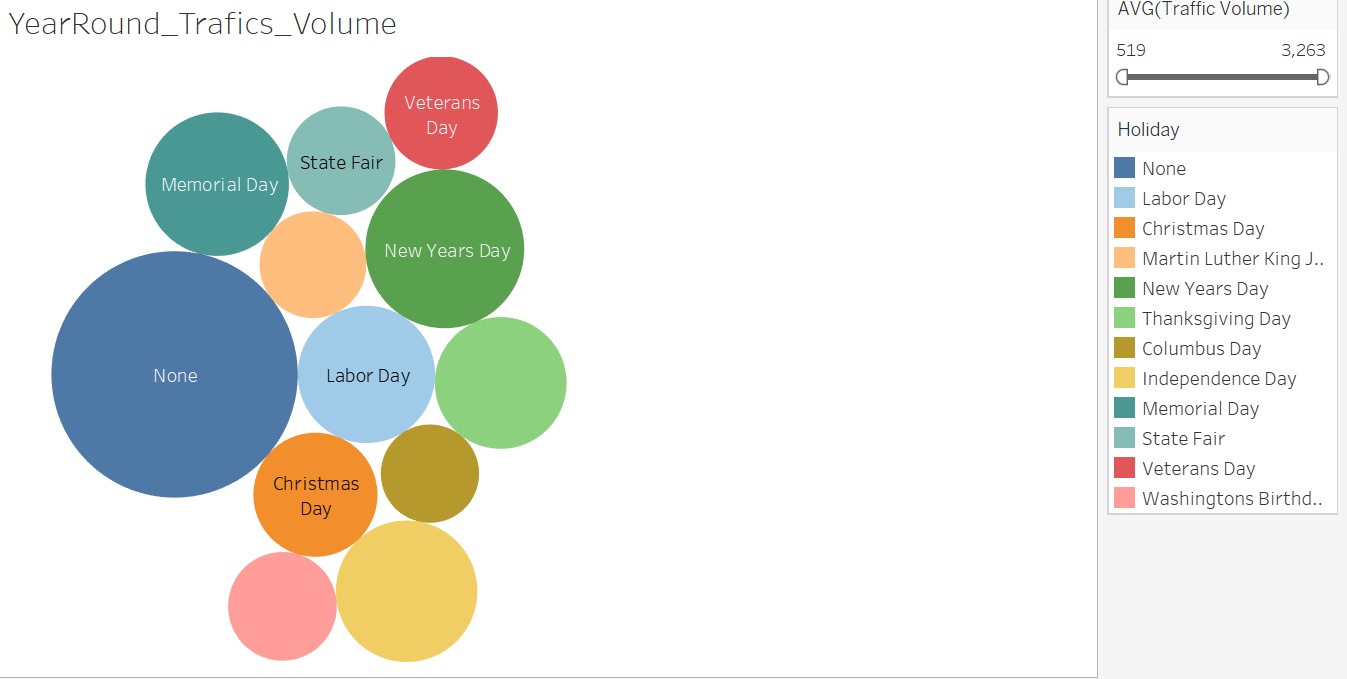 YearRound_Trafics_Volume
Veterans
Day
State Fair
Memorial Day
New Years Day
None
Labor Day
Christmas
Day
AVG(Traffic Volume)
519 3,263
Holiday
None
Labor Day
Christmas Day
Martin Luther King J..
New Years Day
Thanksgiving Day
Columbus Day
Independence Day
Memorial Day
State Fair
Veterans Day
Washingtons Birthd..